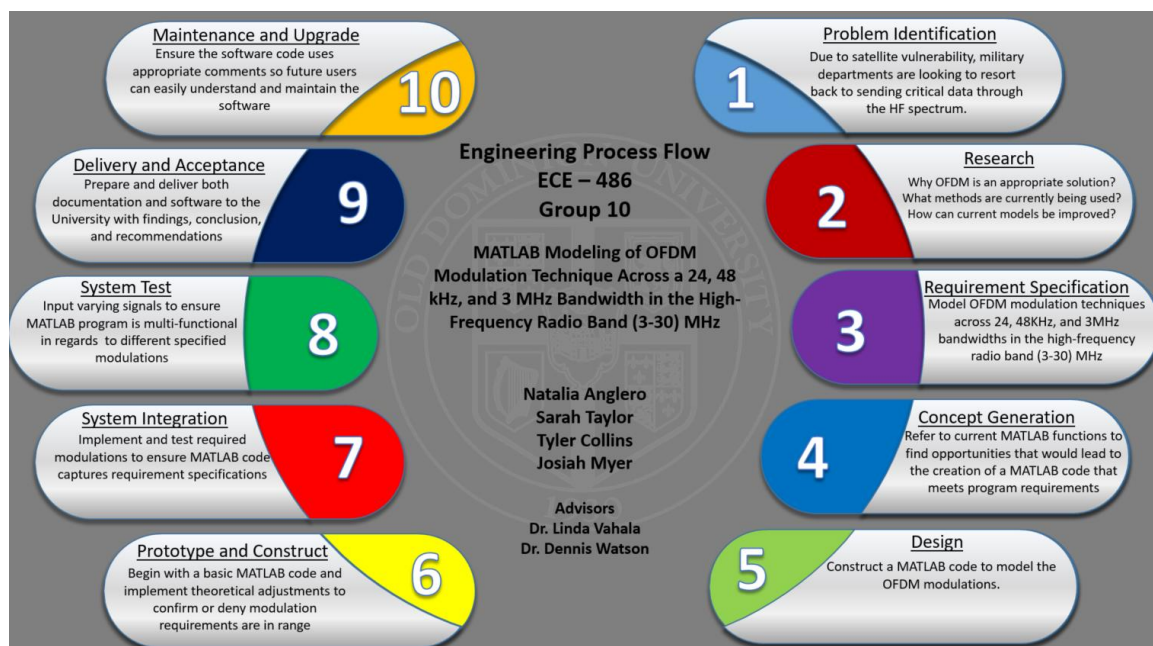 Engineering Process Flow
ECE – 486
Group 10
MATLAB Modeling of OFDM
Modulation Technique Across a 24, 48
kHz, and 3 MHz Bandwidth in the High-
Frequency Radio Band (3-30) MHz
Natalia Anglero
Sarah Taylor
Tyler Collins
Josiah Myer
Advisors
Dr. Linda Vahala
Dr. Dennis Watson
1
Problem Identification
Due to satellite vulnerability, military
departments are looking to resort
back to sending critical data through
the HF spectrum.
2
Research
Why OFDM is an appropriate solution?
What methods are currently being used?
How can current models be improved?
3
Requirement Specification
Model OFDM modulation techniques
across 24, 48KHz, and 3MHz
bandwidths in the high-frequency
radio band (3-30) MHz
4
Concept Generation
Refer to current MATLAB functions to
find opportunities that would lead to
the creation of a MATLAB code that
meets program requirements
5
Design
Construct a MATLAB code to model the
OFDM modulations.
6
Prototype and Construct
Begin with a basic MATLAB code and
implement theoretical adjustments to
confirm or deny modulation
requirements are in range
7
System Integration
Implement and test required
modulations to ensure MATLAB code
captures requirement specifications
8
System Test
Input varying signals to ensure
MATLAB program is multi-functional
in regards to different specified
modulations
9
Delivery and Acceptance
Prepare and deliver both
documentation and software to the
University with findings, conclusion,
and recommendations
10
Maintenance and Upgrade
Ensure the software code uses
appropriate comments so future users
can easily understand and maintain the
software
OLD DOMINION UNIVERSITY
1930